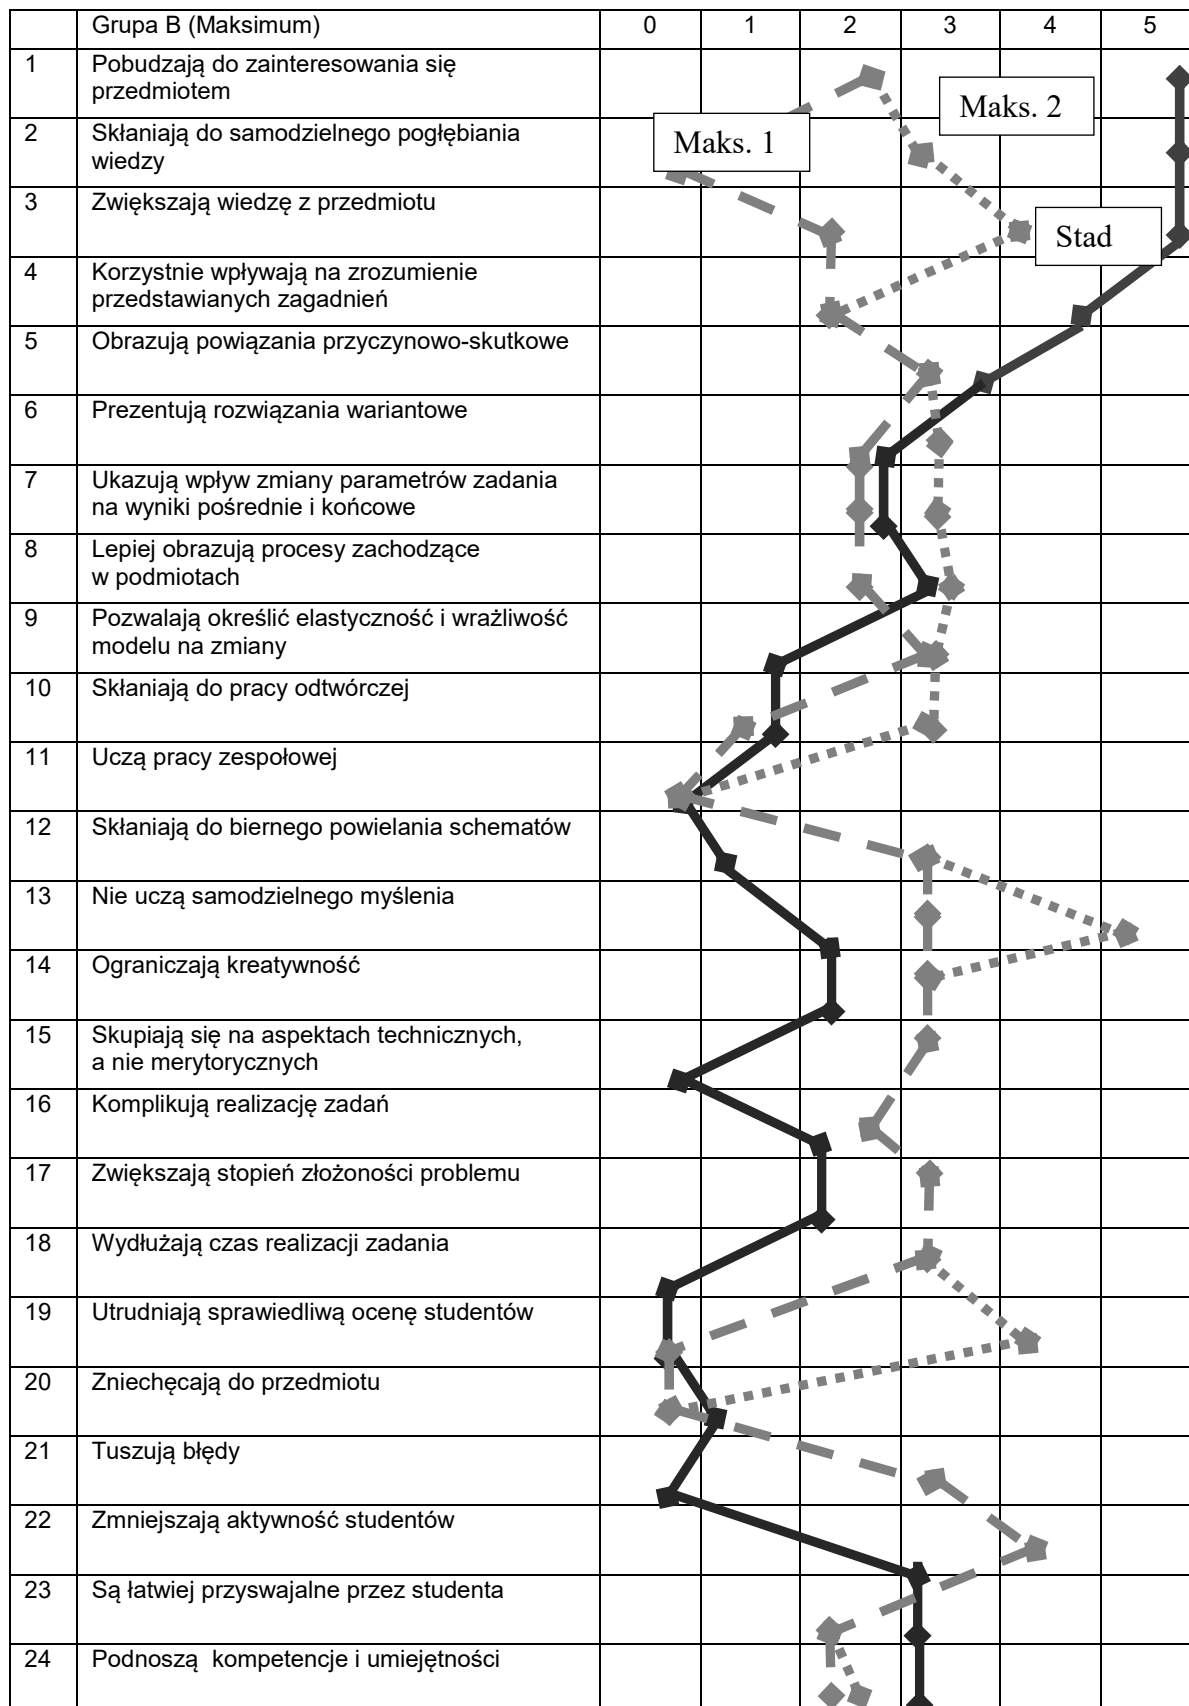 Grupa B (Maksimum) 0 1 2 3 4 5
1 Pobudzają do zainteresowania się
przedmiotem
Maks. 2
Maks. 1
2 Skłaniają do samodzielnego pogłębiania
wiedzy
3 Zwiększają wiedzę z przedmiotu
Stad
4 Korzystnie wpływają na zrozumienie
przedstawianych zagadnień
5 Obrazują powiązania przyczynowo-skutkowe
6 Prezentują rozwiązania wariantowe
7 Ukazują wpływ zmiany parametrów zadania
na wyniki pośrednie i końcowe
8 Lepiej obrazują procesy zachodzące
w podmiotach
9 Pozwalają określić elastyczność i wrażliwość
modelu na zmiany
10 Skłaniają do pracy odtwórczej
11 Uczą pracy zespołowej
12 Skłaniają do biernego powielania schematów
13 Nie uczą samodzielnego myślenia
14 Ograniczają kreatywność
15 Skupiają się na aspektach technicznych,
a nie merytorycznych
16 Komplikują realizację zadań
17 Zwiększają stopień złożoności problemu
18 Wydłużają czas realizacji zadania
19 Utrudniają sprawiedliwą ocenę studentów
20 Zniechęcają do przedmiotu
21 Tuszują błędy
22 Zmniejszają aktywność studentów
23 Są łatwiej przyswajalne przez studenta
24 Podnoszą kompetencje i umiejętności